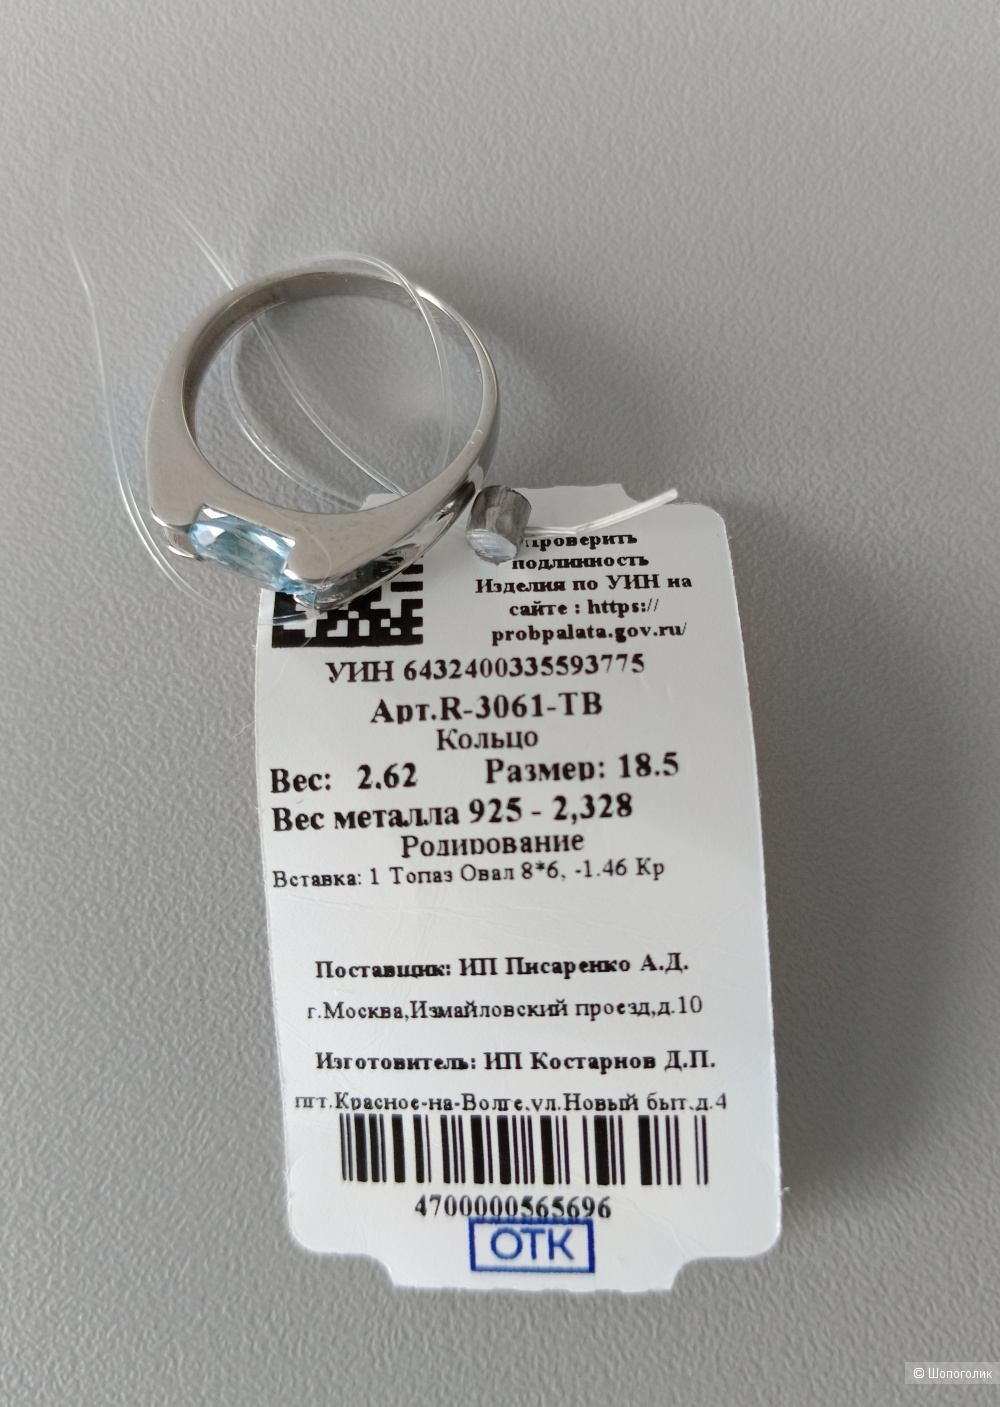 Проверить
подлинность
Изделия по УИН на
сайте : https://
probpalata.gov.ru/
УИН 6432400335593775
Арт.R-3061-TB
Кольцо
Вес: 2.62 Размер: 18.5
Вес металла 925 - 2,328
Родирование
Вставка: 1 Топаз Овал 8*6, -1.46 Кр
Поставщик: ИП Писаренко А.Д.
г.Москва,Измайловский проезд,д.10
Изготовитель: ИП Костарнов Д.П.
пгт.Красное-на-Волге,ул.Новый быт,д.4
4700000565696
ОТК
© Шопоголик